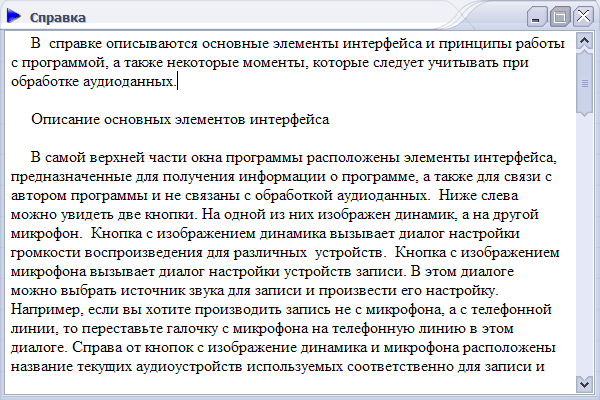 Справка
В справке описываются основные элементы интерфейса и принципы работы
с программой, а также некоторые моменты, которые следует учитывать при
обработке аудиоданных.
Описание основных элементов интерфейса
В самой верхней части окна программы расположены элементы интерфейса,
предназначенные для получения информации о программе, а также для связи с
автором программы и не связаны с обработкой аудиоданных. Ниже слева
можно увидеть две кнопки. На одной из них изображен динамик, а на другой
микрофон. Кнопка с изображением динамика вызывает диалог настройки
громкости воспроизведения для различных устройств. Кнопка с изображением
микрофона вызывает диалог настройки устройств записи. В этом диалоге
можно выбрать источник звука для записи и произвести его настройку.
Например, если вы хотите производить запись не с микрофона, а с телефонной
линии, то переставьте галочку с микрофона на телефонную линию в этом
диалоге. Справа от кнопок с изображение динамика и микрофона расположены
название текущих аудиоустройств используемых соответственно для записи и